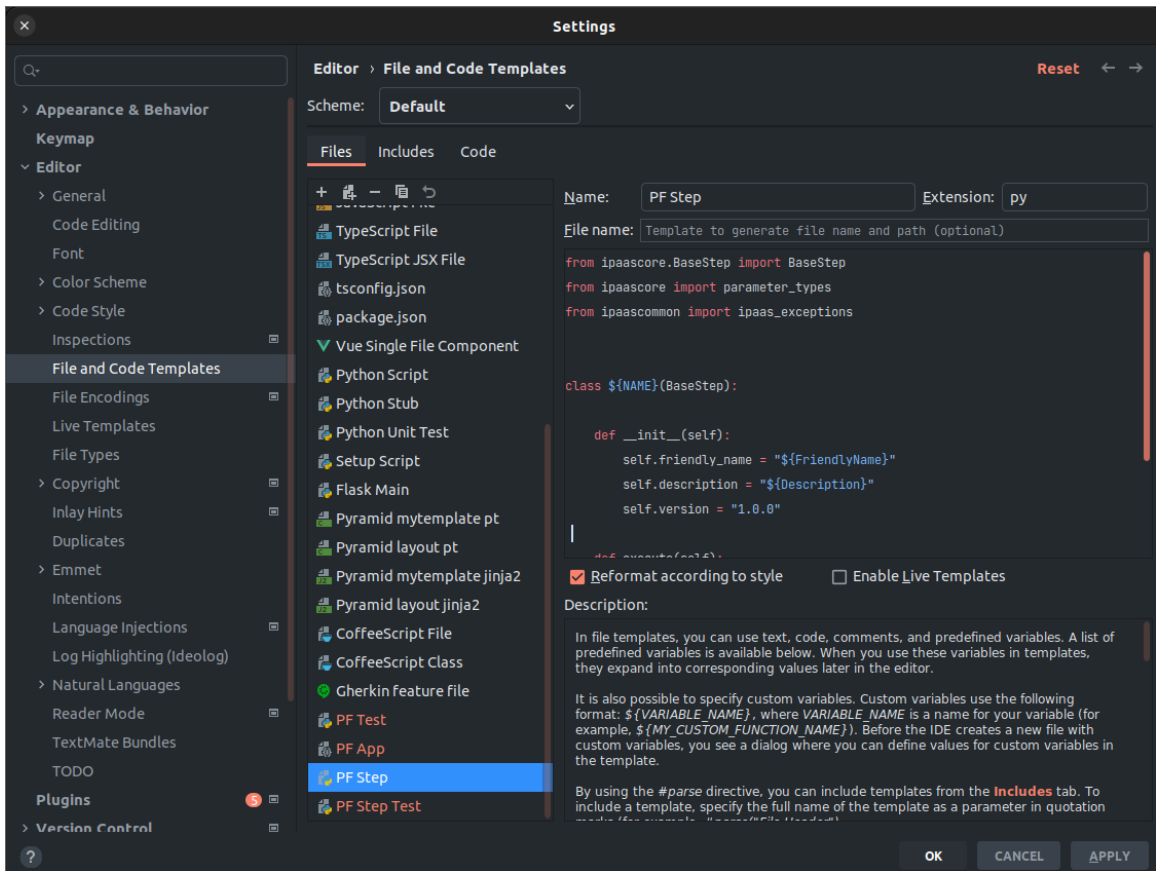 Settings
Editor › File and Code Templates
Reset
Appearance & Behavior
Keymap
Editor
General
Code Editing
Font
Color Scheme
Code Style
Inspections
File and Code Templates
File Encodings
Live Templates
File Types
Copyright
Inlay Hints
Duplicates
Emmet
Intentions
Language Injections
Log Highlighting (Ideolog)
Natural Languages
Reader Mode
TextMate Bundles
TODO
Plugins 5
Version Control
Scheme: Default
Files Includes Code
JavaScript File
TypeScript File
TypeScript JSX File
tsconfig.json
package.json
Vue Single File Component
Python Script
Python Stub
Python Unit Test
Setup Script
Flask Main
Pyramid mytemplate pt
Pyramid layout pt
Pyramid mytemplate jinja2
Pyramid layout jinja2
CoffeeScript File
CoffeeScript Class
Gherkin feature file
PF Test
PF App
PF Step
PF Step Test
Name: PF Step Extension: py
File name: Template to generate file name and path (optional)
from ipaascore.BaseStep import BaseStep
from ipaascore import parameter_types
from ipaascommon import ipaas_exceptions
class ${NAME}(BaseStep):
def __init__(self):
self.friendly_name = "${FriendlyName}"
self.description = "${Description}"
self.version = "1.0.0"
def execute(self):
Reformat according to style Enable Live Templates
Description:
In file templates, you can use text, code, comments, and predefined variables. A list of
predefined variables is available below. When you use these variables in templates,
they expand into corresponding values later in the editor.
It is also possible to specify custom variables. Custom variables use the following
format: ${VARIABLE_NAME}, where VARIABLE_NAME is a name for your variable (for
example, ${MY_CUSTOM_FUNCTION_NAME}). Before the IDE creates a new file with
custom variables, you see a dialog where you can define values for custom variables in
the template.
By using the #parse directive, you can include templates from the Includes tab. To
include a template, specify the full name of the template as a parameter in quotation
marks (for example, #parse("File Header")
? OK CANCEL APPLY